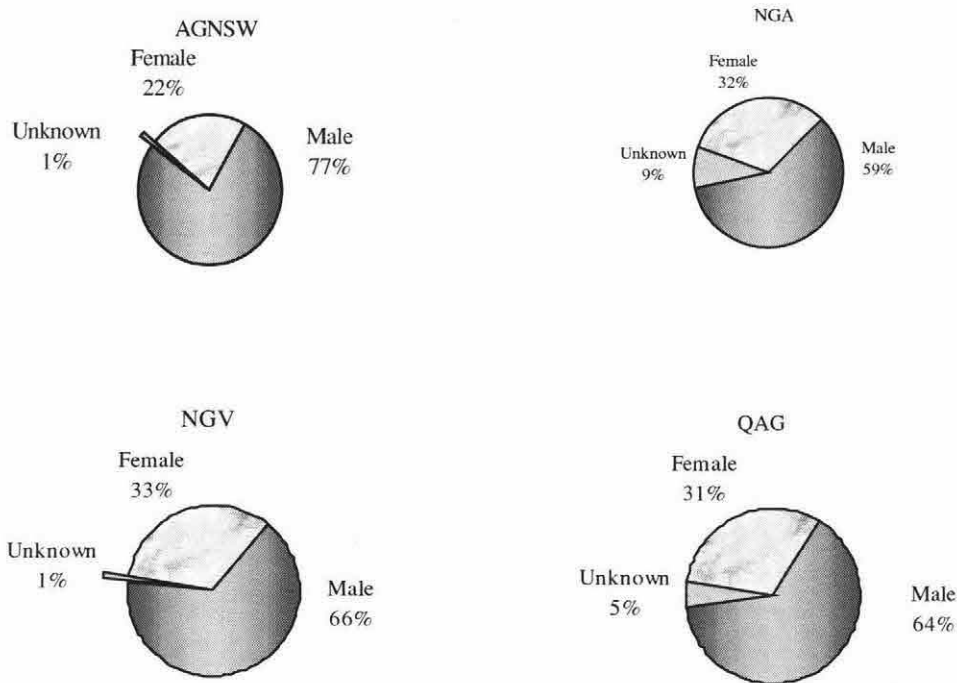 AGNSW
Female
22%
Unknown
1%
Male
77%
NGA
Female
32%
Unknown
9%
Male
59%
NGV
Female
33%
Unknown
1%
Male
66%
QAG
Female
31%
Unknown
5%
Male
64%